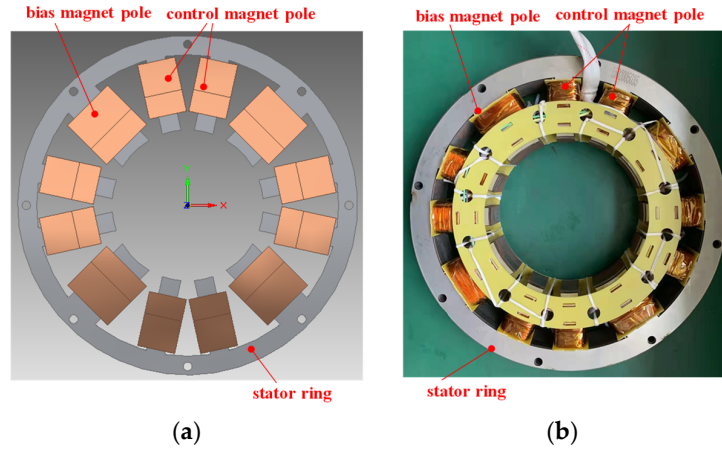 bias magnet pole
control magnet pole
Y
Z
X
stator ring
(a)
bias magnet pole
control magnet pole
stator ring
(b)